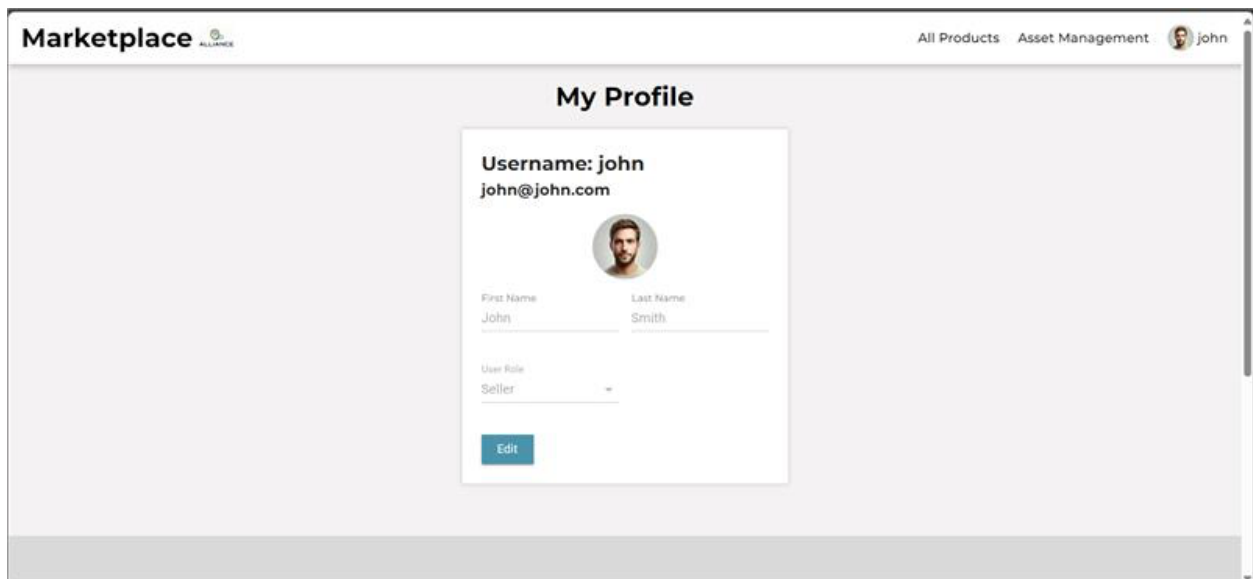 Marketplace ALLIANCE
All Products Asset Management john
My Profile
Username: john
john@john.com
First Name Last Name
John Smith
User Role
Seller
Edit